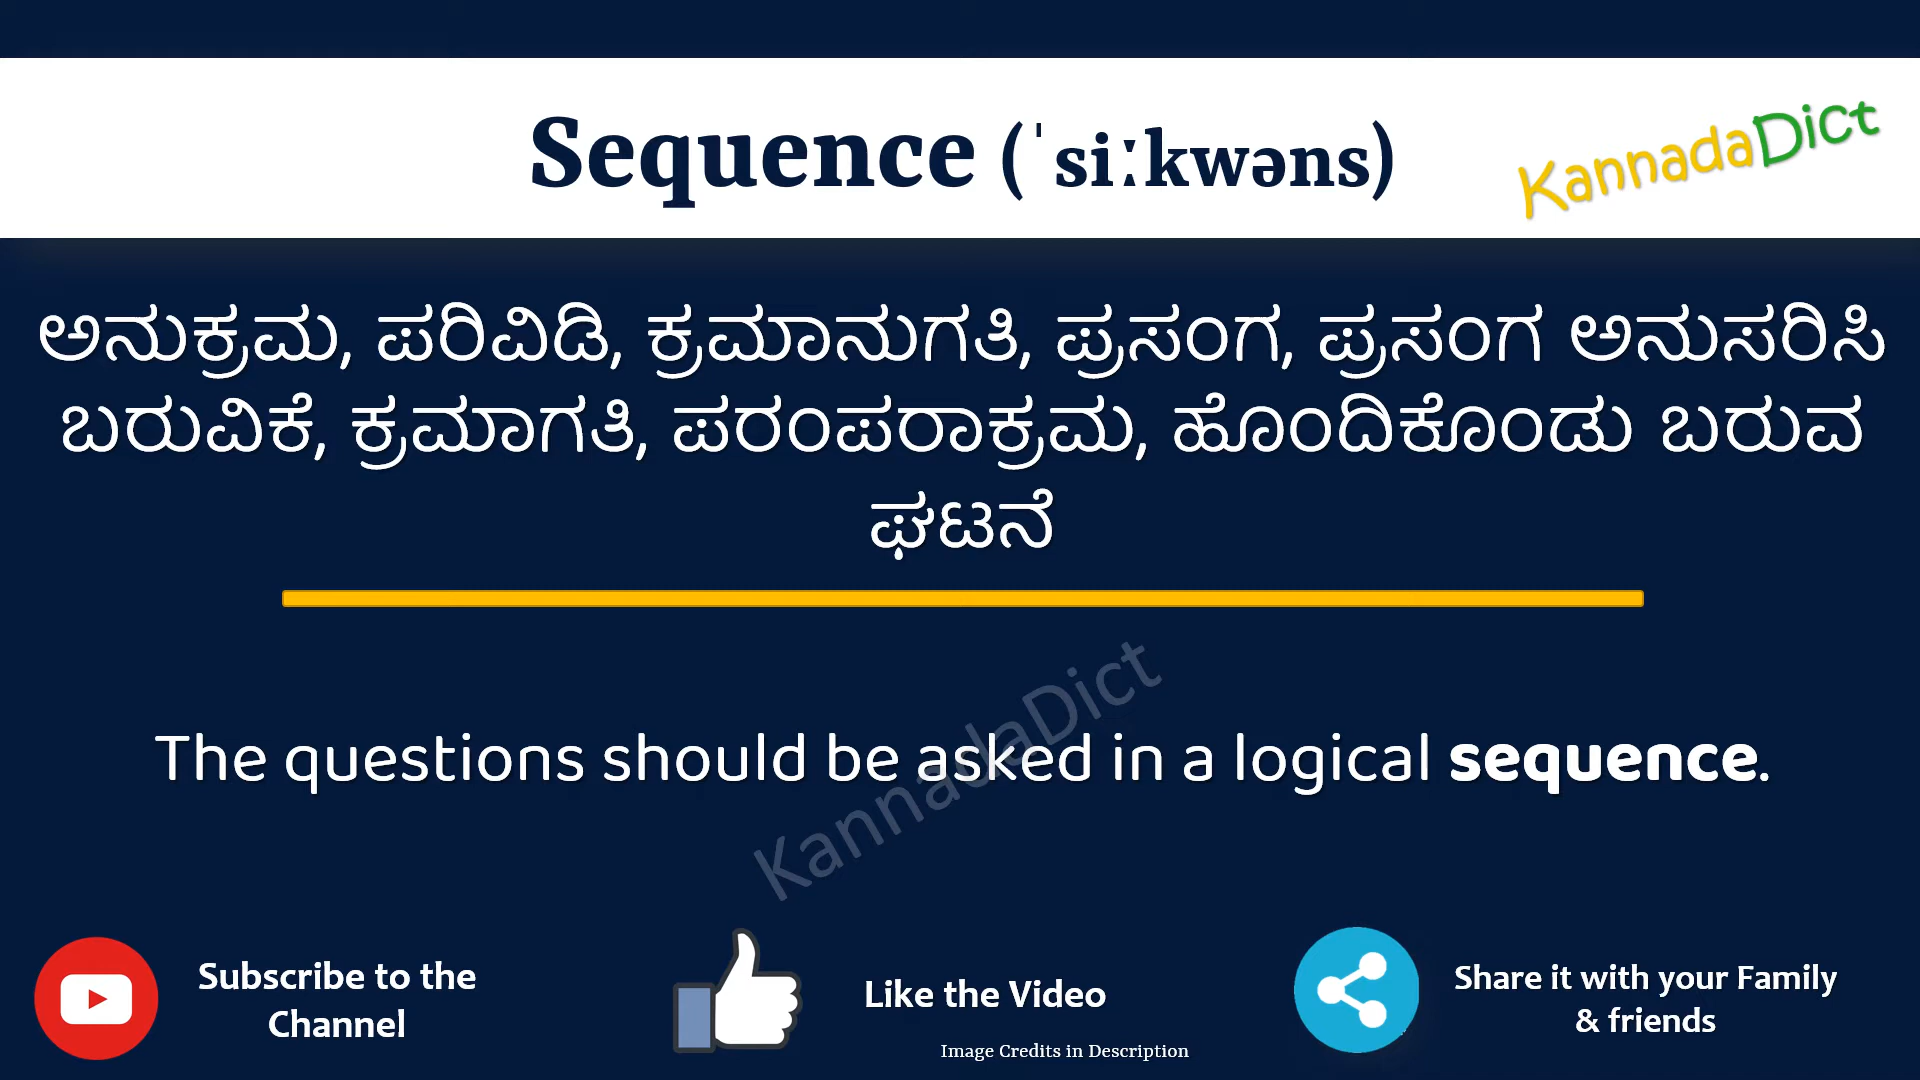 Sequence (ˈsiːkwəns)
KannadaDict
ಅನುಕ್ರಮ, ಪರಿವಿಡಿ, ಕ್ರಮಾನುಗತಿ, ಪ್ರಸಂಗ, ಪ್ರಸಂಗ ಅನುಸರಿಸಿ
ಬರುವಿಕೆ, ಕ್ರಮಾಗತಿ, ಪರಂಪರಾಕ್ರಮ, ಹೊಂದಿಕೊಂಡು ಬರುವ
ಘಟನೆ
KannadaDict
The questions should be asked in a logical sequence.
Subscribe to the
Channel
Like the Video
Share it with your Family
& friends
Image Credits in Description